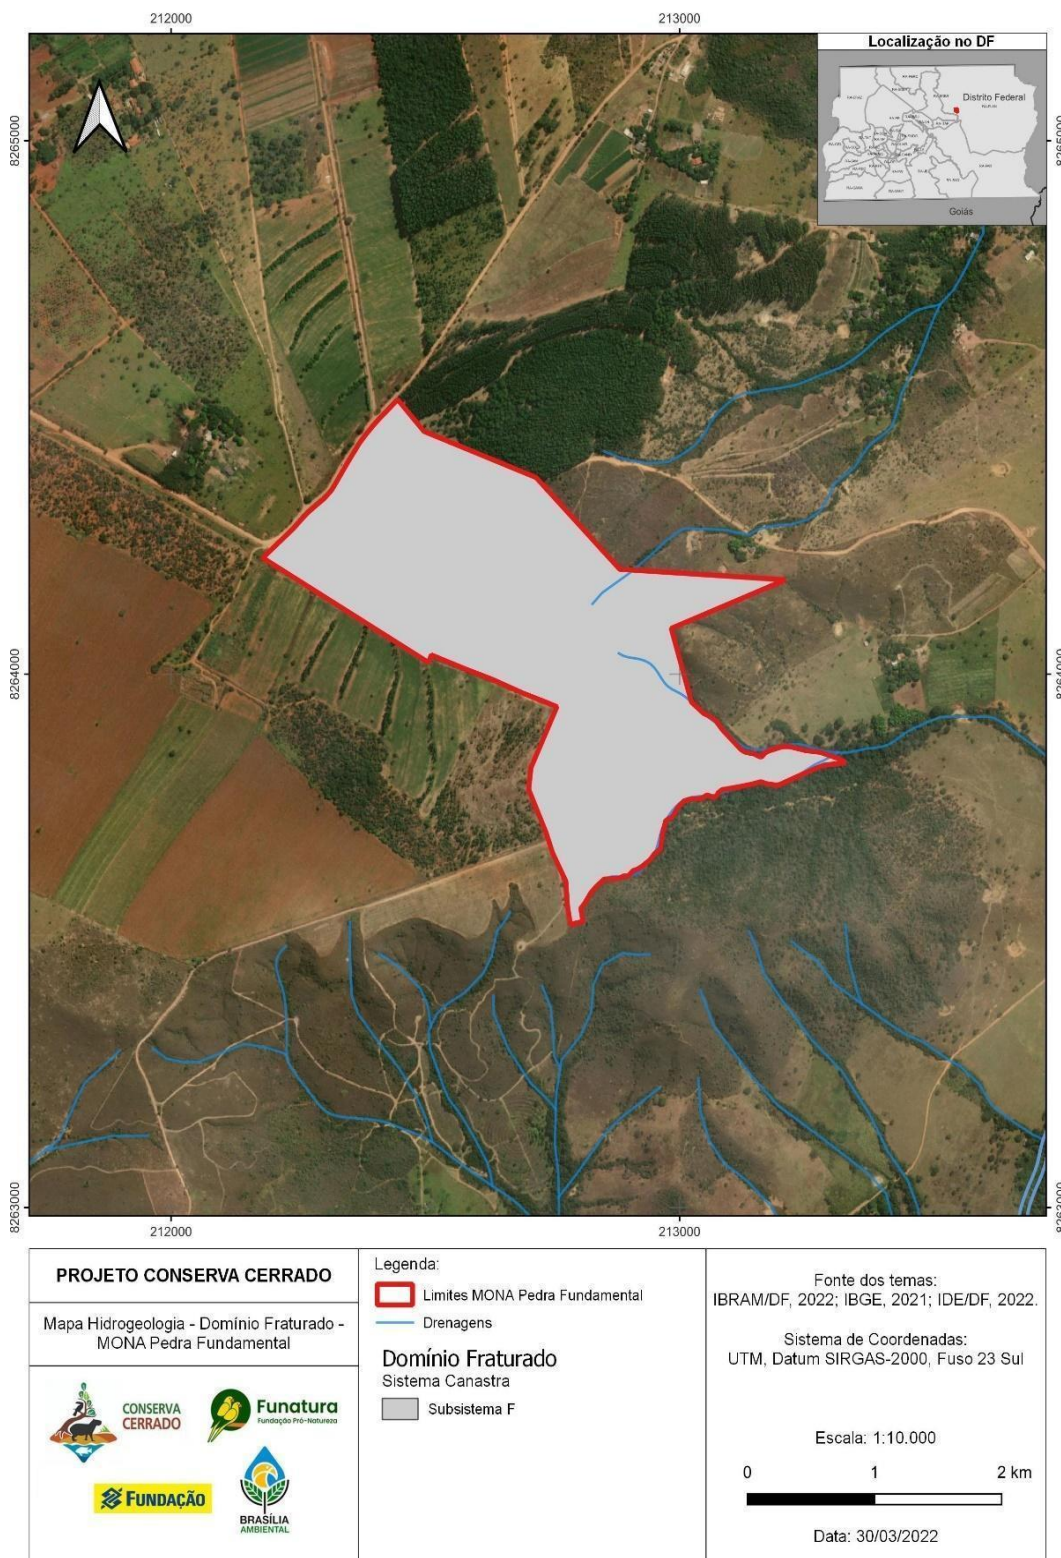 212000
213000
Localização no DF
Distrito Federal
Goiás
8265000
8265000
8264000
8264000
8263000
8263000
212000
213000
PROJETO CONSERVA CERRADO
Mapa Hidrogeologia - Domínio Fraturado -
MONA Pedra Fundamental
CONSERVA
CERRADO
Funatura
Fundação Pró-Natureza
FUNDAÇÃO
BRASÍLIA
AMBIENTAL
Legenda:
Limites MONA Pedra Fundamental
Drenagens
Domínio Fraturado
Sistema Canastra
Subsistema F
Fonte dos temas:
IBRAM/DF, 2022; IBGE, 2021; IDE/DF, 2022.
Sistema de Coordenadas:
UTM, Datum SIRGAS-2000, Fuso 23 Sul
Escala: 1:10.000
0 1 2 km
Data: 30/03/2022